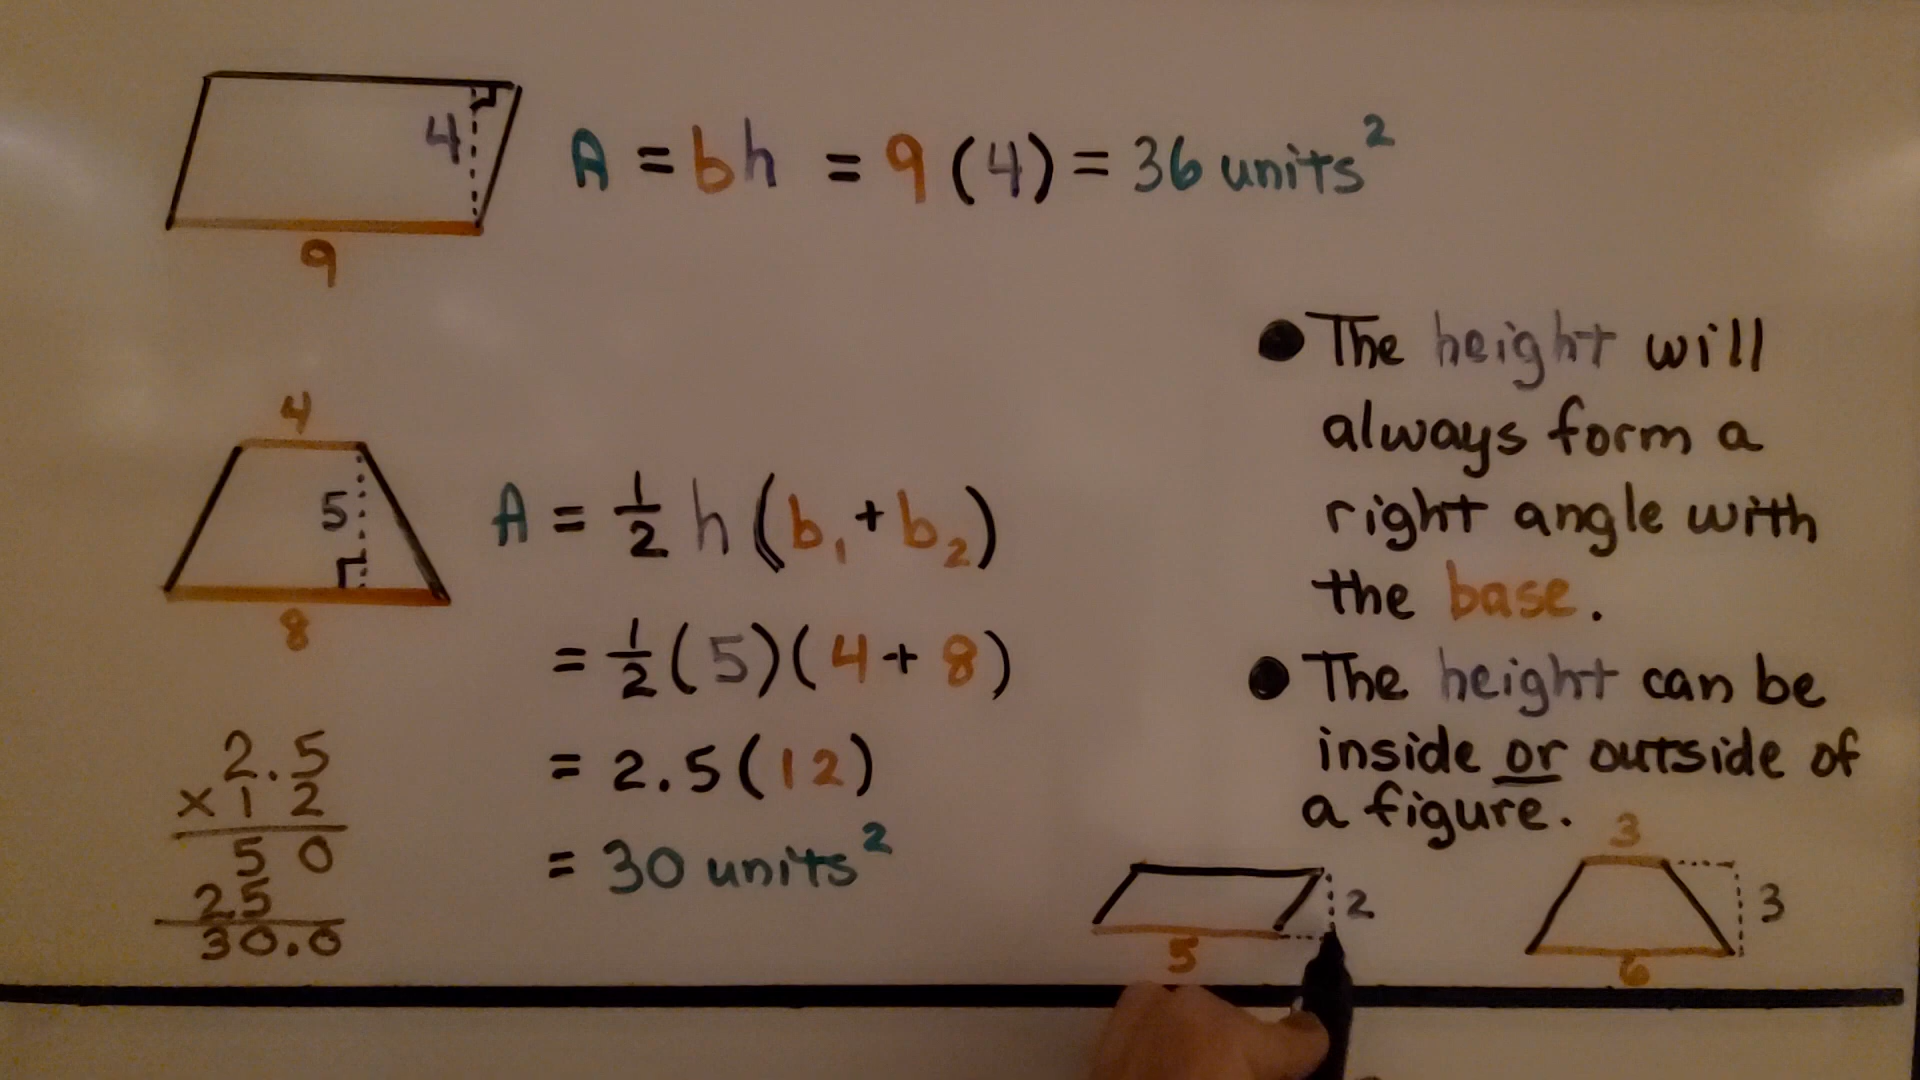 4
A = bh = 9 (4) = 36 units²
9
4
5
8
A = 1/2 h (b₁ + b₂)
= 1/2 (5)(4 + 8)
= 2.5 (12)
= 30 units²
2.5
x 12
50
25
30.0
• The height will
always form a
right angle with
the base.
• The height can be
inside or outside of
a figure.
2
5
3
3
6